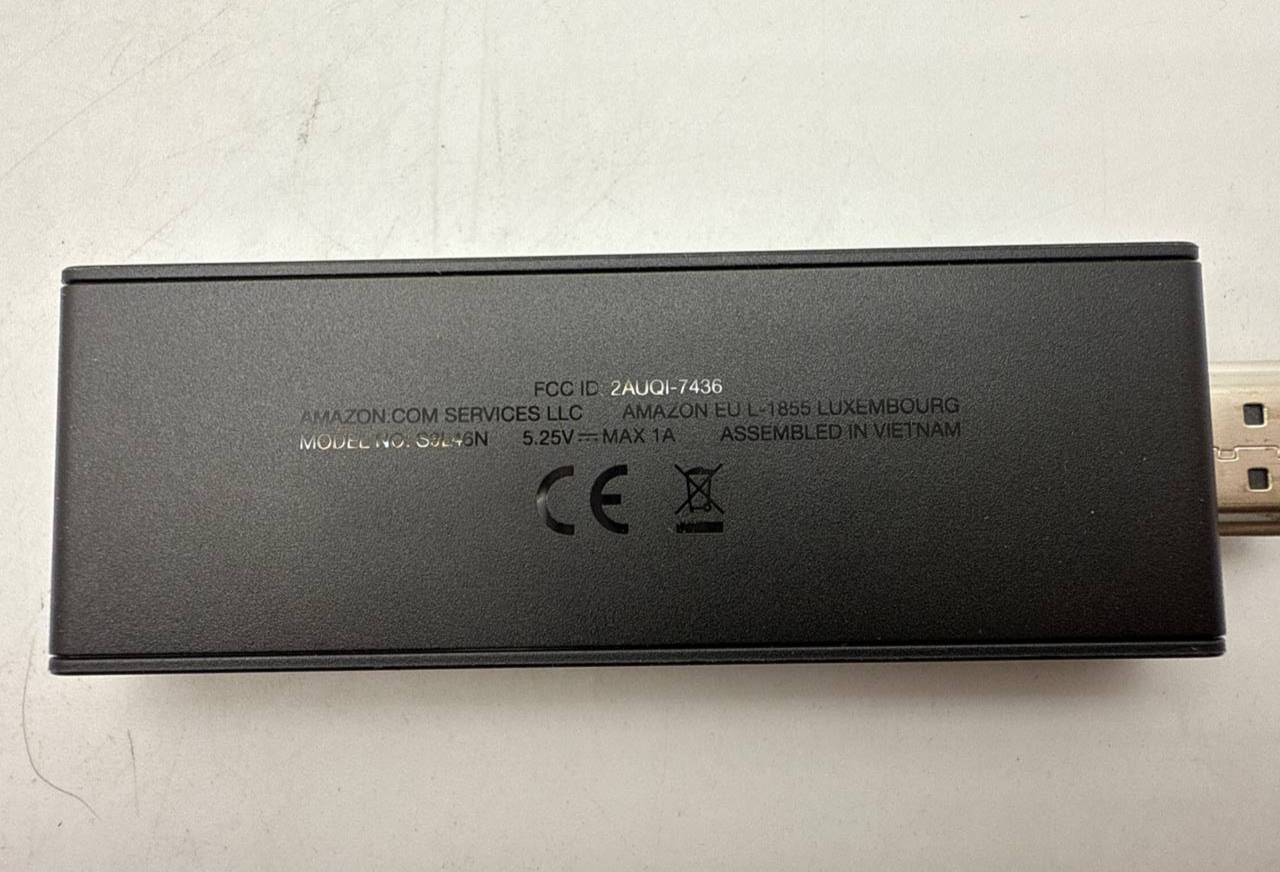 FCC ID: 2AUQI-7436
AMAZON.COM SERVICES LLC AMAZON EU L-1855 LUXEMBOURG
MODEL NO: S3L46N 5.25V⎓MAX 1A ASSEMBLED IN VIETNAM
CE